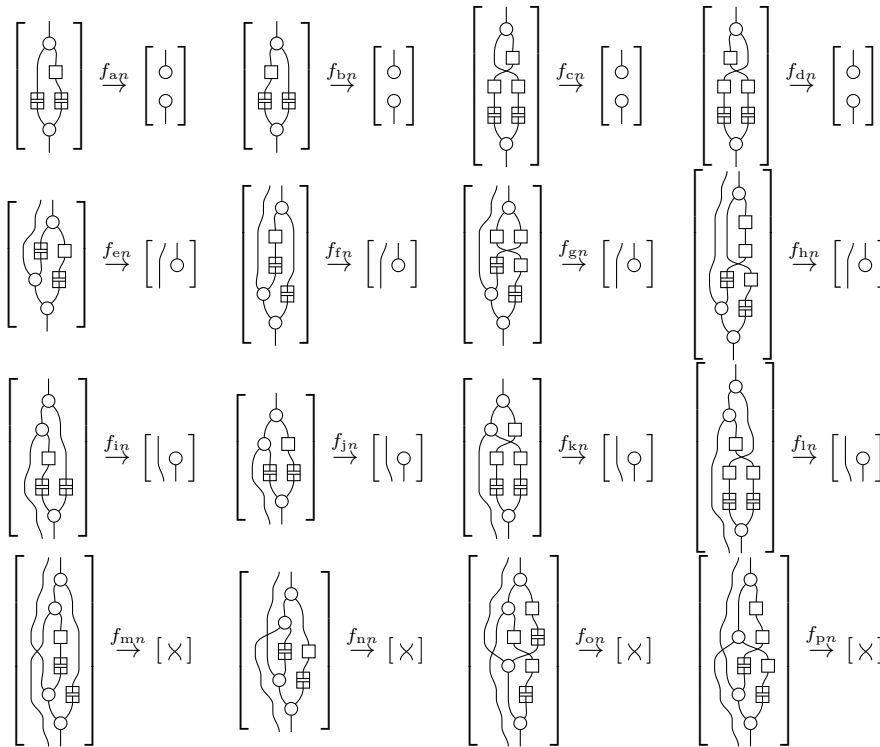 f_{an} f_{bn} f_{cn} f_{dn}
f_{en} f_{fn} f_{gn} f_{hn}
f_{in} f_{jn} f_{kn} f_{ln}
f_{mn} f_{nn} f_{on} f_{pn}